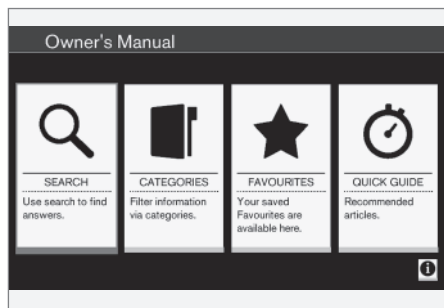 Owner's Manual
SEARCH
Use search to find
answers.
CATEGORIES
Filter information
via categories.
FAVOURITES
Your saved
Favourites are
available here.
QUICK GUIDE
Recommended
articles.
i